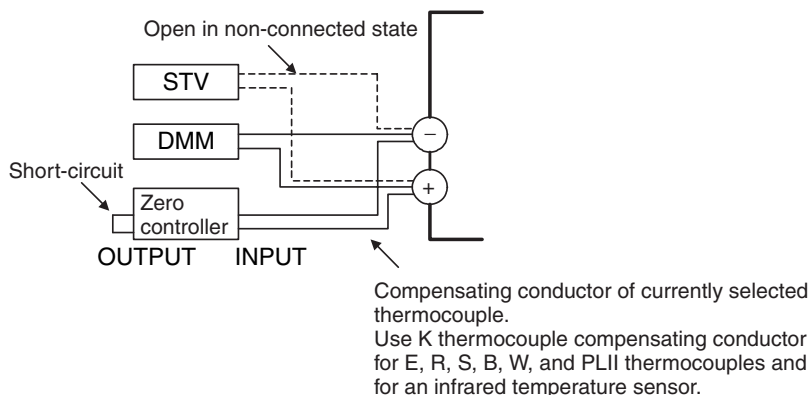 Open in non-connected state
STV
DMM
−
Short-circuit
+
Zero
controller
OUTPUT INPUT
Compensating conductor of currently selected
thermocouple.
Use K thermocouple compensating conductor
for E, R, S, B, W, and PLII thermocouples and
for an infrared temperature sensor.